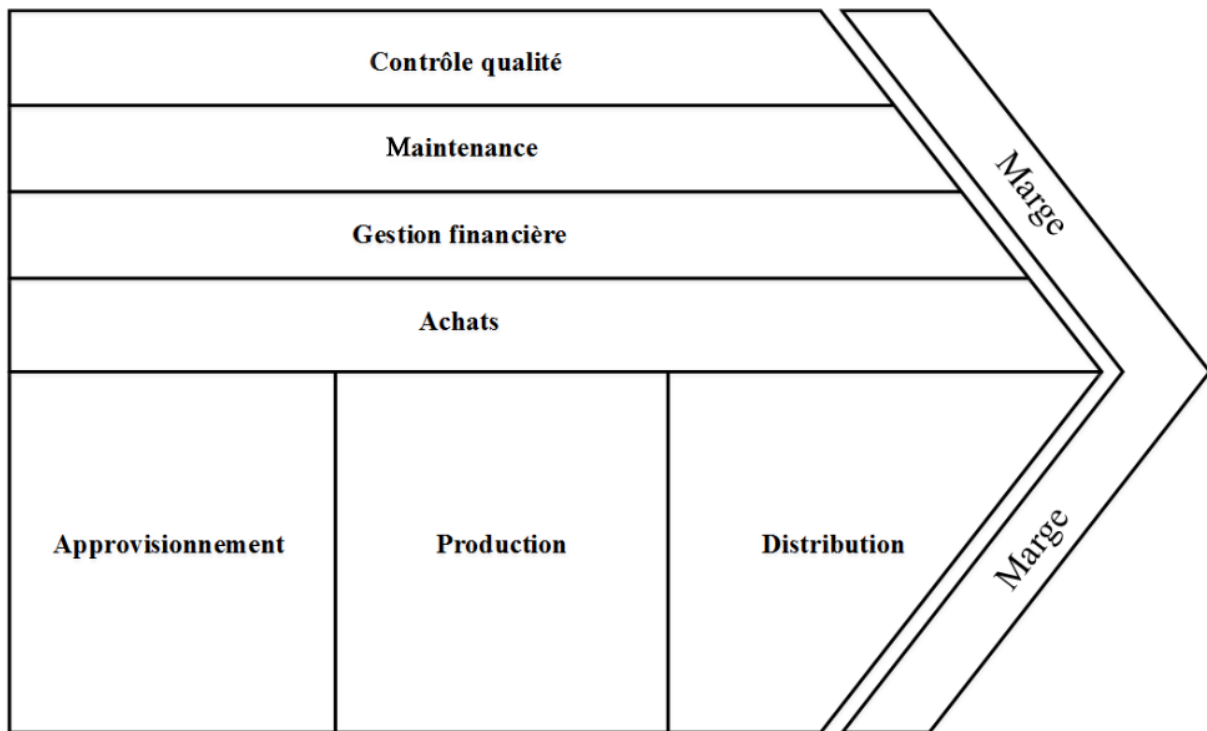 Contrôle qualité
Maintenance
Gestion financière
Achats
Approvisionnement
Production
Distribution
Marge
Marge